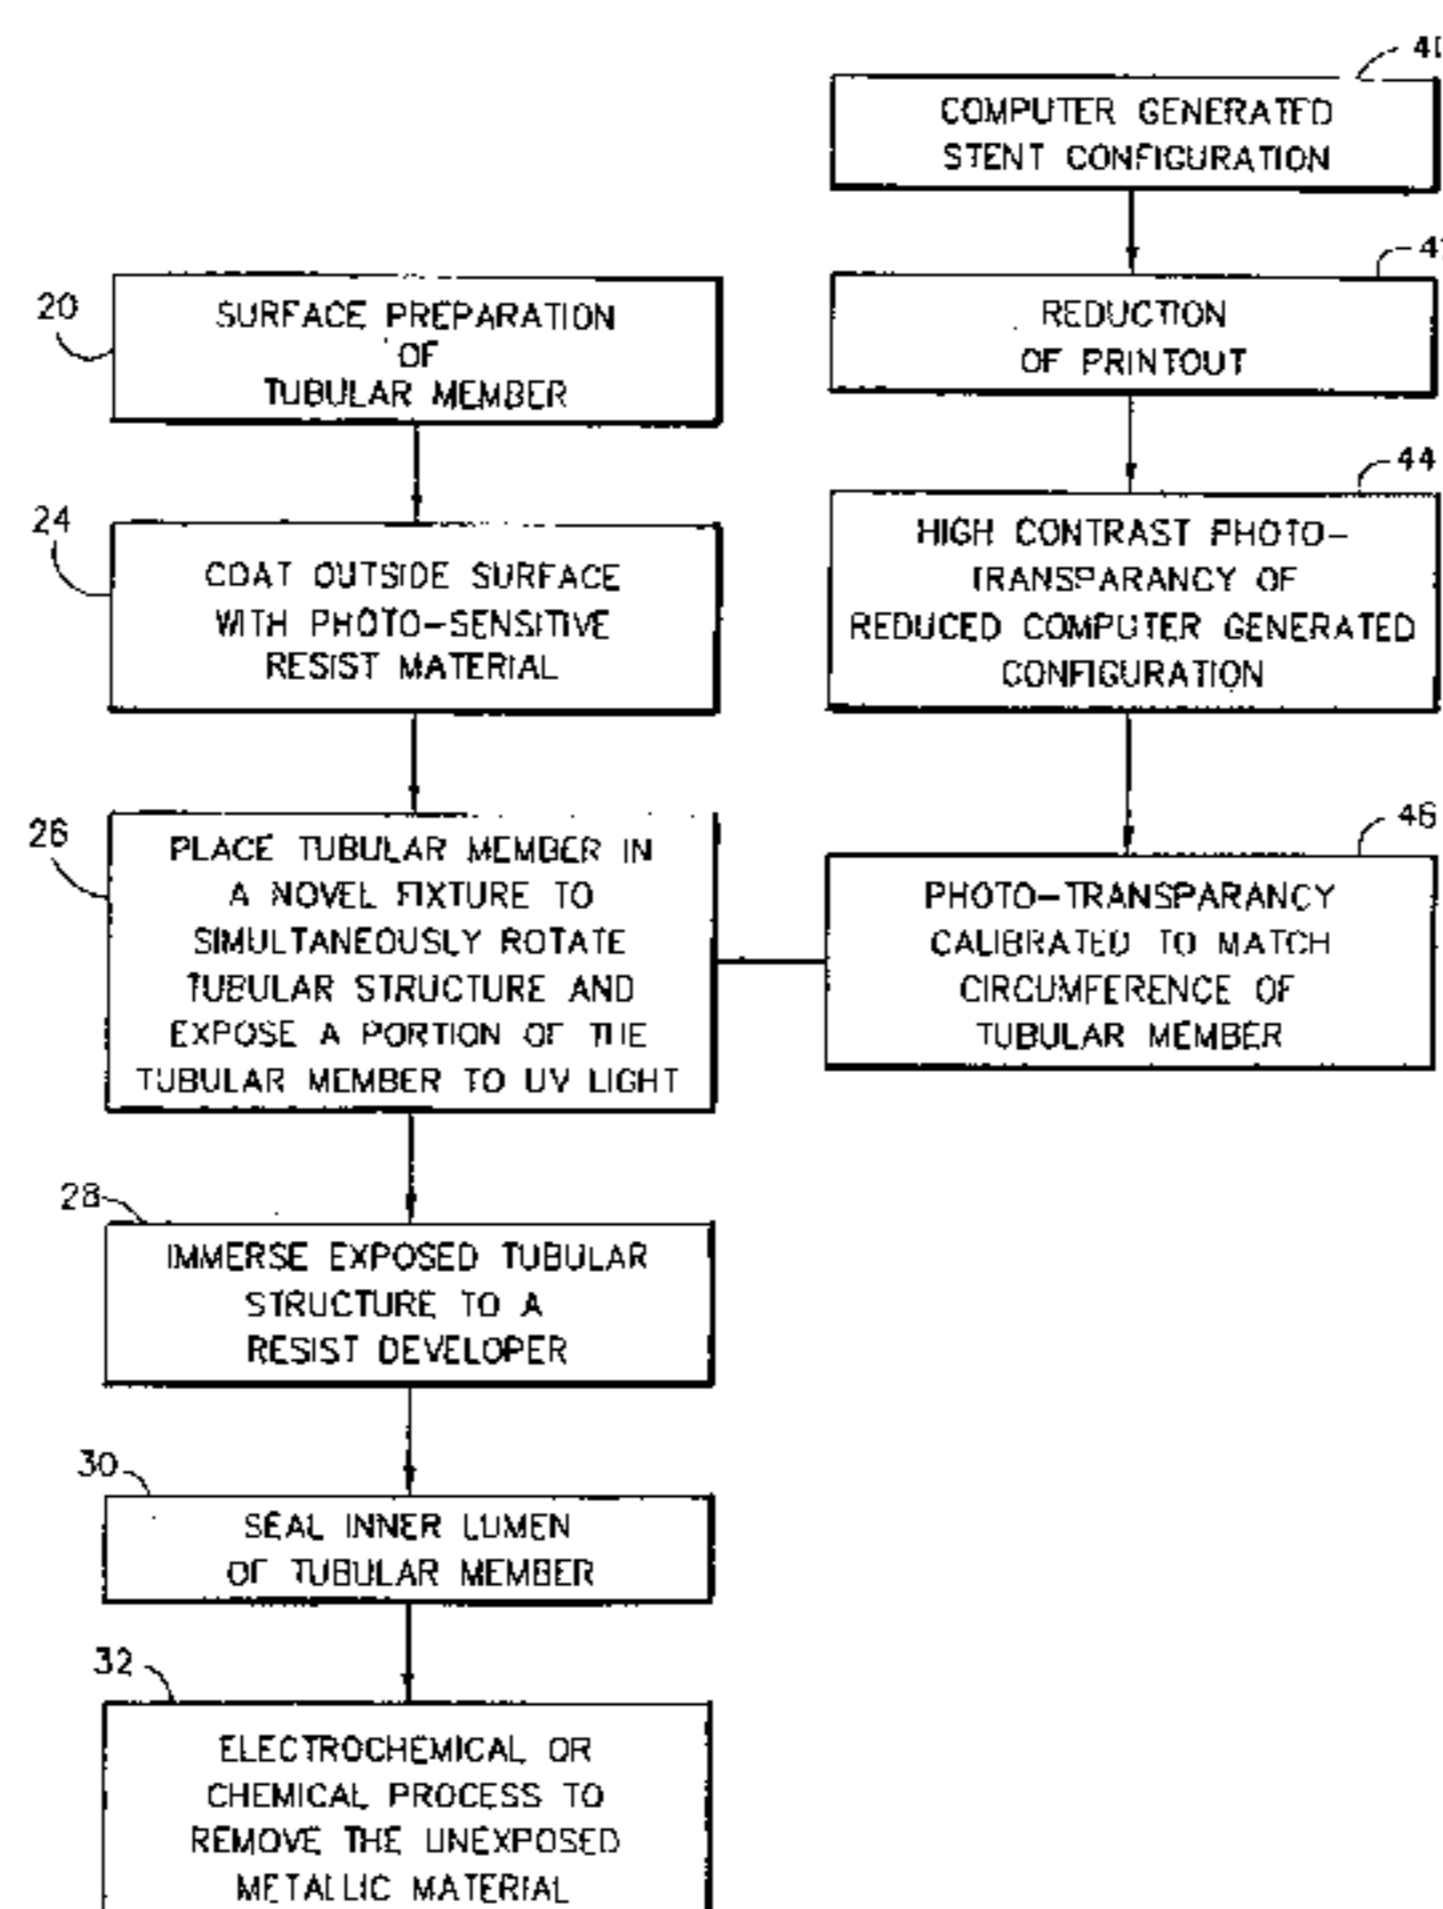 20
SURFACE PREPARATION
OF
TUBULAR MEMBER
24
COAT OUTSIDE SURFACE
WITH PHOTO-SENSITIVE
RESIST MATERIAL
26
PLACE TUBULAR MEMBER IN
A NOVEL FIXTURE TO
SIMULTANEOUSLY ROTATE
TUBULAR STRUCTURE AND
EXPOSE A PORTION OF THE
TUBULAR MEMBER TO UV LIGHT
28
IMMERSE EXPOSED TUBULAR
STRUCTURE TO A
RESIST DEVELOPER
30
SEAL INNER LUMEN
OF TUBULAR MEMBER
32
ELECTROCHEMICAL OR
CHEMICAL PROCESS TO
REMOVE THE UNEXPOSED
METALLIC MATERIAL
COMPUTER GENERATED
STENT CONFIGURATION
REDUCTION
OF PRINTOUT
44
HIGH CONTRAST PHOTO-
TRANSPARANCY OF
REDUCED COMPUTER GENERATED
CONFIGURATION
46
PHOTO-TRANSPARANCY
CALIBRATED TO MATCH
CIRCUMFERENCE OF
TUBULAR MEMBER